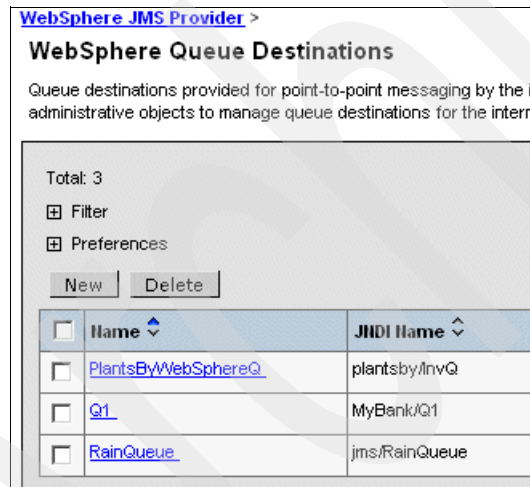 WebSphere JMS Provider >
WebSphere Queue Destinations
Queue destinations provided for point-to-point messaging by the
administrative objects to manage queue destinations for the
Total: 3
Filter
Preferences
New Delete
Name JNDI Name
PlantsByWebSphereQ plantsby/InvQ
Q1 MyBank/Q1
RainQueue jms/RainQueue